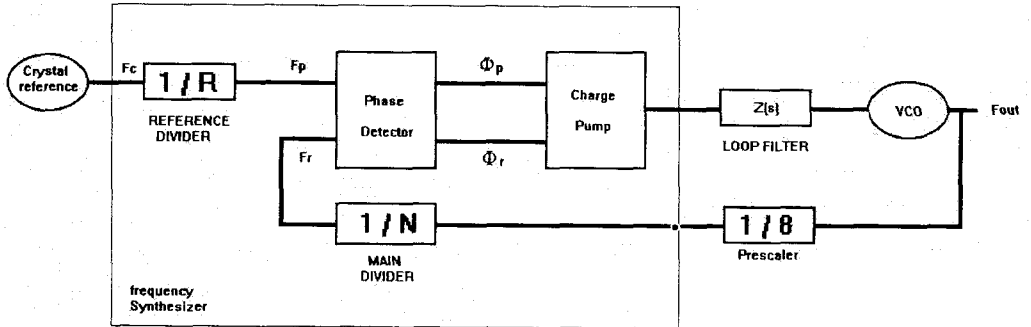 Crystal
reference
Fc
1 / R
REFERENCE
DIVIDER
Fp
Fr
Phase
Detector
Φp
Φr
Charge
Pump
Z(s)
LOOP FILTER
VCO
Fout
1 / N
MAIN
DIVIDER
1 / 8
Prescaler
frequency
Synthesizer